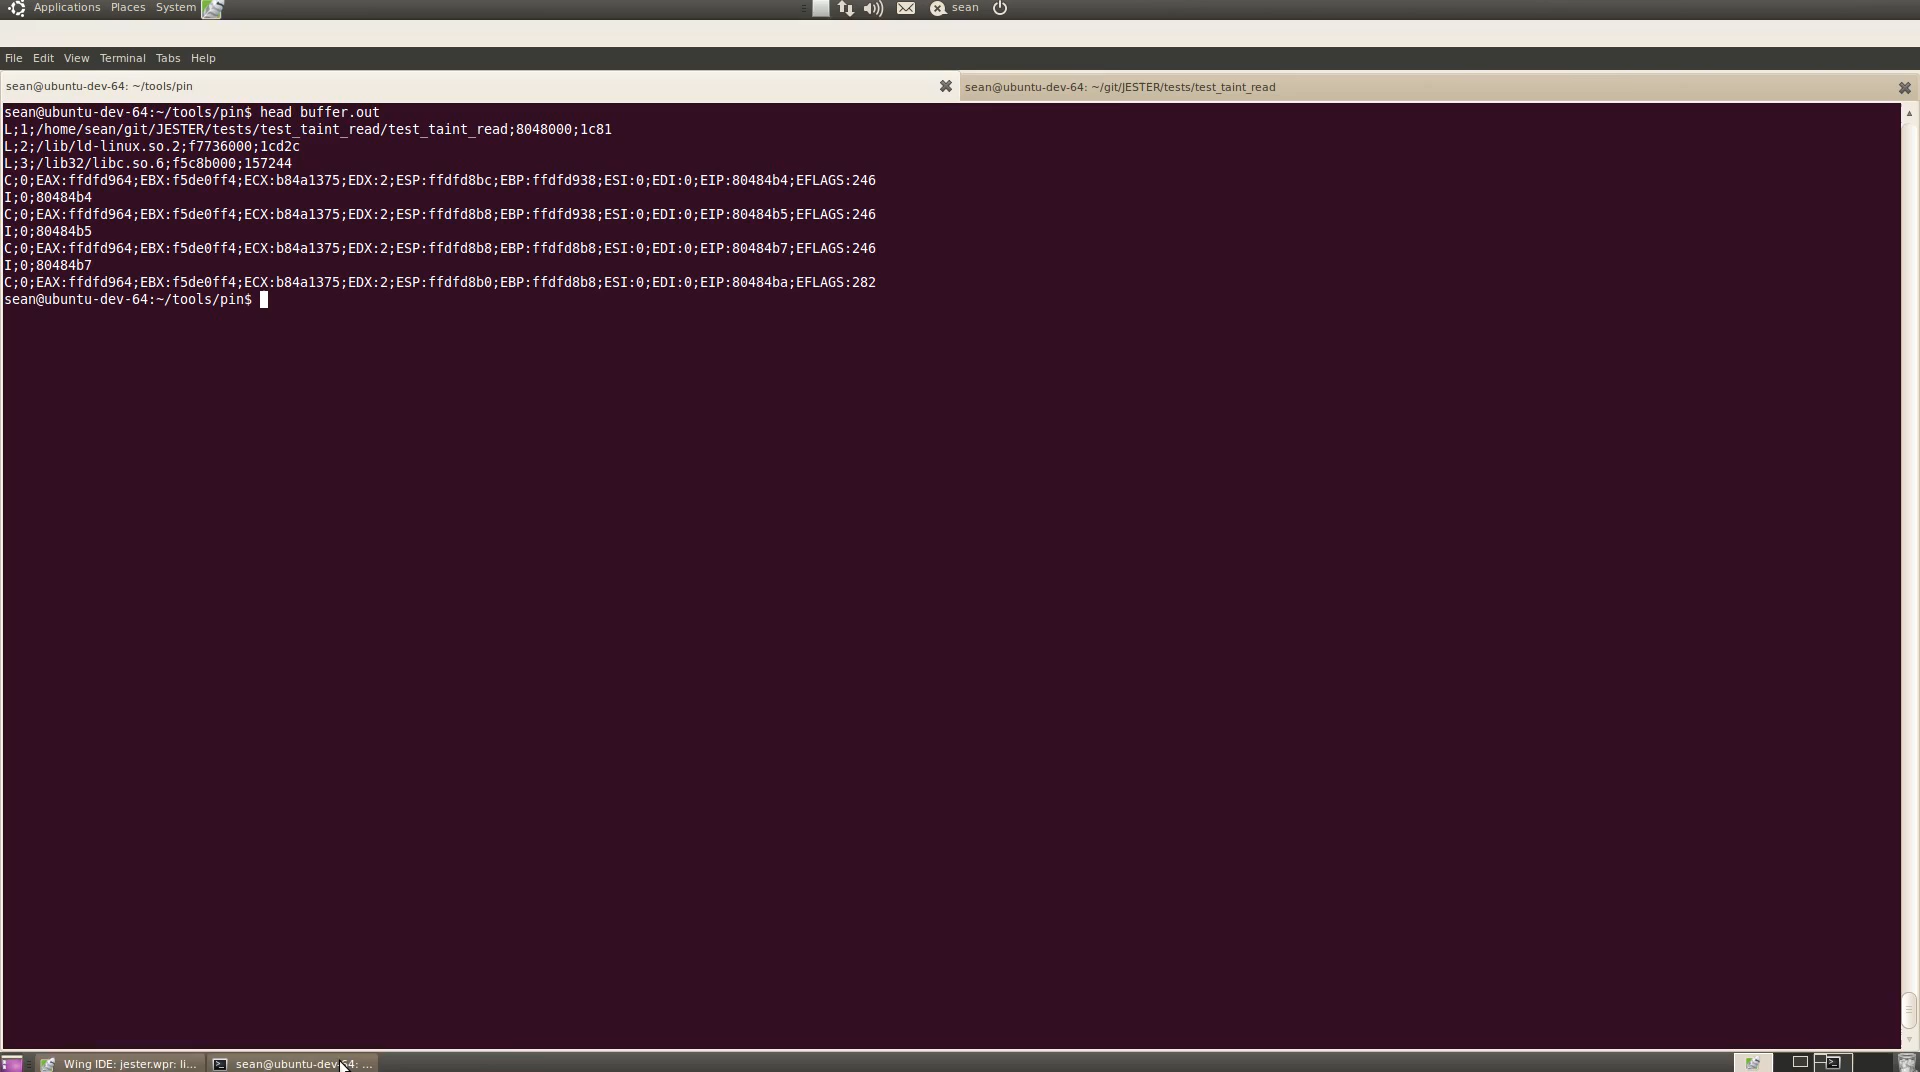 Applications Places System sean
File Edit View Terminal Tabs Help
sean@ubuntu-dev-64: ~/tools/pin sean@ubuntu-dev-64: ~/git/JESTER/tests/test_taint_read
sean@ubuntu-dev-64:~/tools/pin$ head buffer.out
L;1;/home/sean/git/JESTER/tests/test_taint_read/test_taint_read;8048000;1c81
L;2;/lib/ld-linux.so.2;f7736000;1cd2c
L;3;/lib32/libc.so.6;f5c8b000;157244
C;0;EAX:ffdfd964;EBX:f5de0ff4;ECX:b84a1375;EDX:2;ESP:ffdfd8bc;EBP:ffdfd938;ESI:0;EDI:0;EIP:80484b4;EFLAGS:246
I;0;80484b4
C;0;EAX:ffdfd964;EBX:f5de0ff4;ECX:b84a1375;EDX:2;ESP:ffdfd8b8;EBP:ffdfd938;ESI:0;EDI:0;EIP:80484b5;EFLAGS:246
I;0;80484b5
C;0;EAX:ffdfd964;EBX:f5de0ff4;ECX:b84a1375;EDX:2;ESP:ffdfd8b8;EBP:ffdfd8b8;ESI:0;EDI:0;EIP:80484b7;EFLAGS:246
I;0;80484b7
C;0;EAX:ffdfd964;EBX:f5de0ff4;ECX:b84a1375;EDX:2;ESP:ffdfd8b0;EBP:ffdfd8b8;ESI:0;EDI:0;EIP:80484ba;EFLAGS:282
sean@ubuntu-dev-64:~/tools/pin$
Wing IDE: jester.wpr: li... sean@ubuntu-dev-64: ...